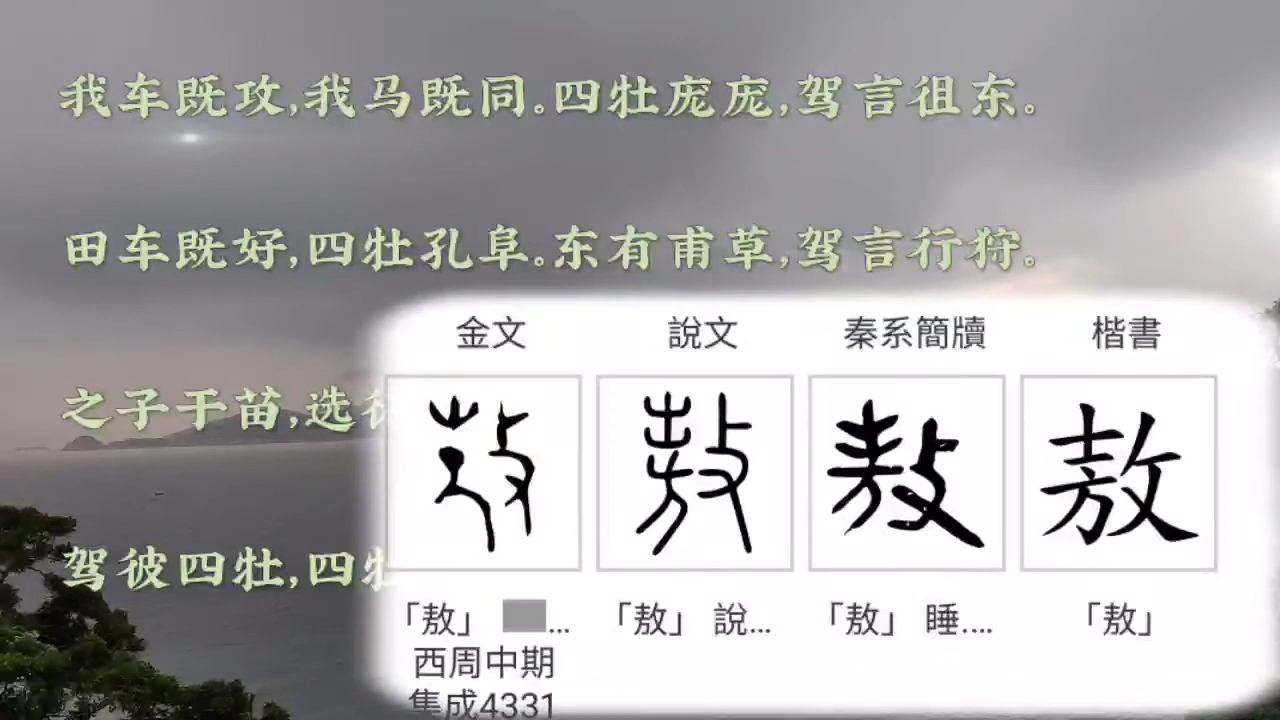 我车既攻,我马既同。四牡庞庞,驾言徂东。
田车既好,四牡孔阜。东有甫草,驾言行狩。
之子于苗,选
驾彼四牡,四牡
金文 說文 秦系簡牘 楷書
敖
「敖」 ... 「敖」 說... 「敖」 睡.... 「敖」
西周中期
集成4331